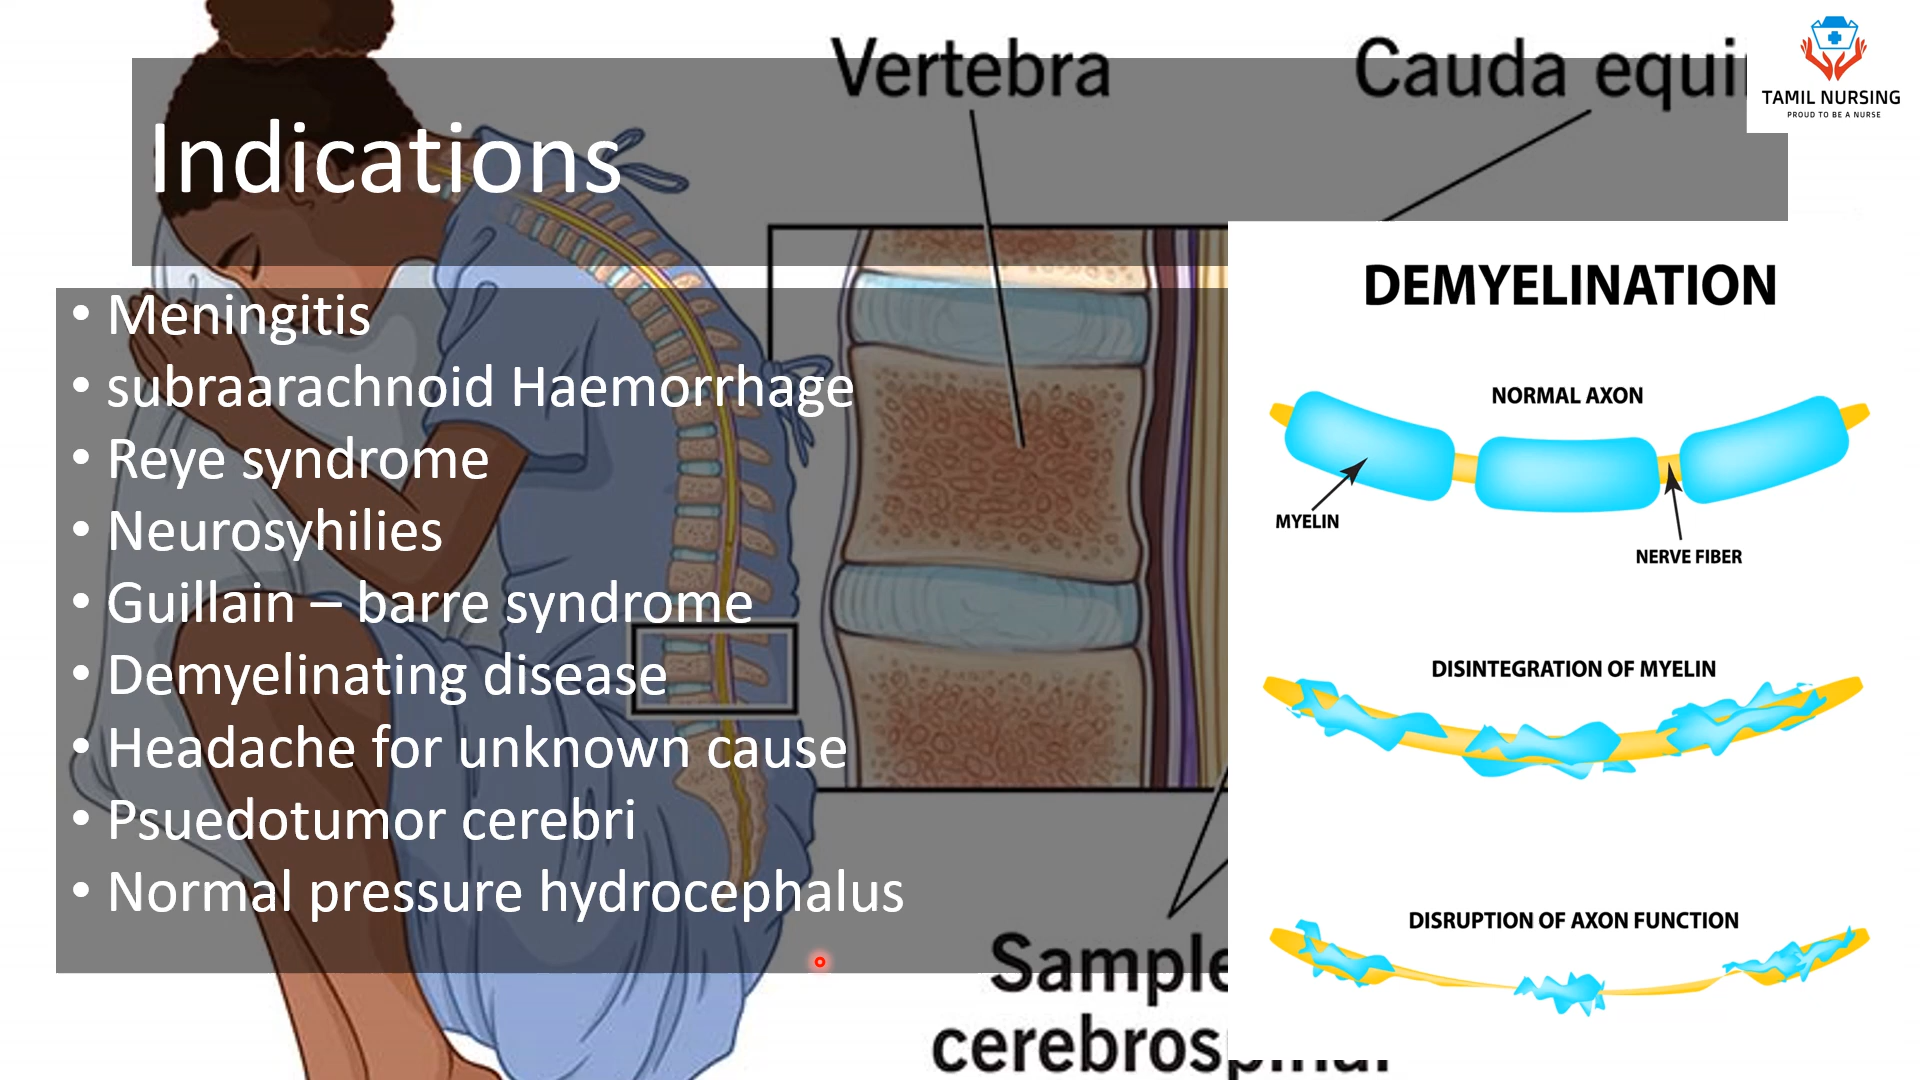 Vertebra
Cauda equi
TAMIL NURSING
PROUD TO BE A NURSE
Indications
• Meningitis
• subraarachnoid Haemorrhage
• Reye syndrome
• Neurosyhilies
• Guillain – barre syndrome
• Demyelinating disease
• Headache for unknown cause
• Psuedotumor cerebri
• Normal pressure hydrocephalus
Sample
DEMYELINATION
NORMAL AXON
MYELIN
NERVE FIBER
DISINTEGRATION OF MYELIN
DISRUPTION OF AXON FUNCTION